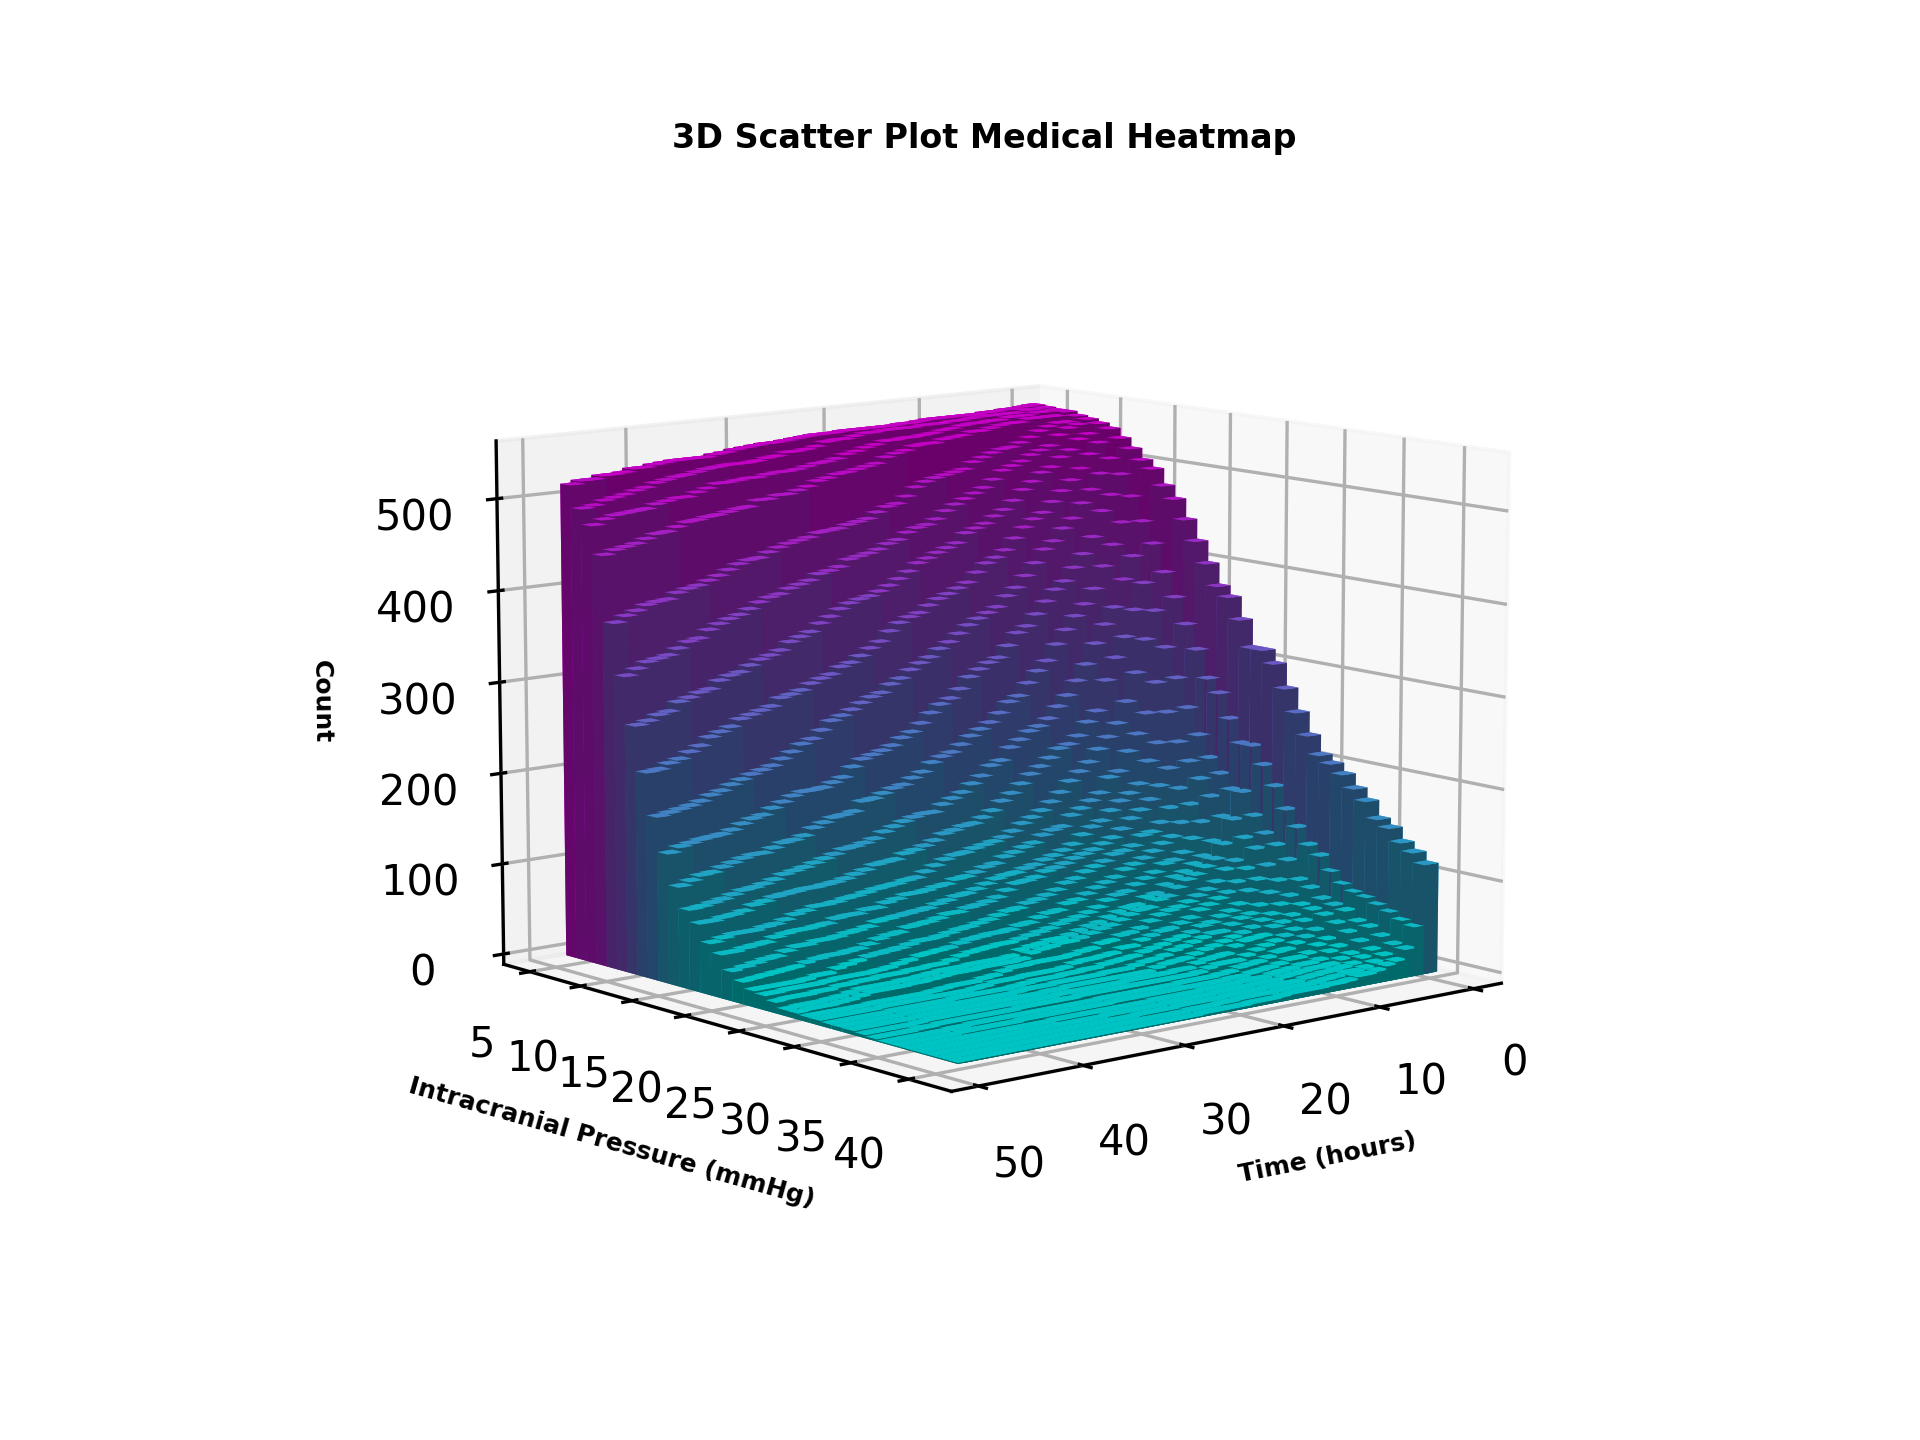 3D Scatter Plot Medical Heatmap
500
400
300
200
100
0
Count
5 10 15 20 25 30 35 40
Intracranial Pressure (mmHg)
50 40 30 20 10 0
Time (hours)